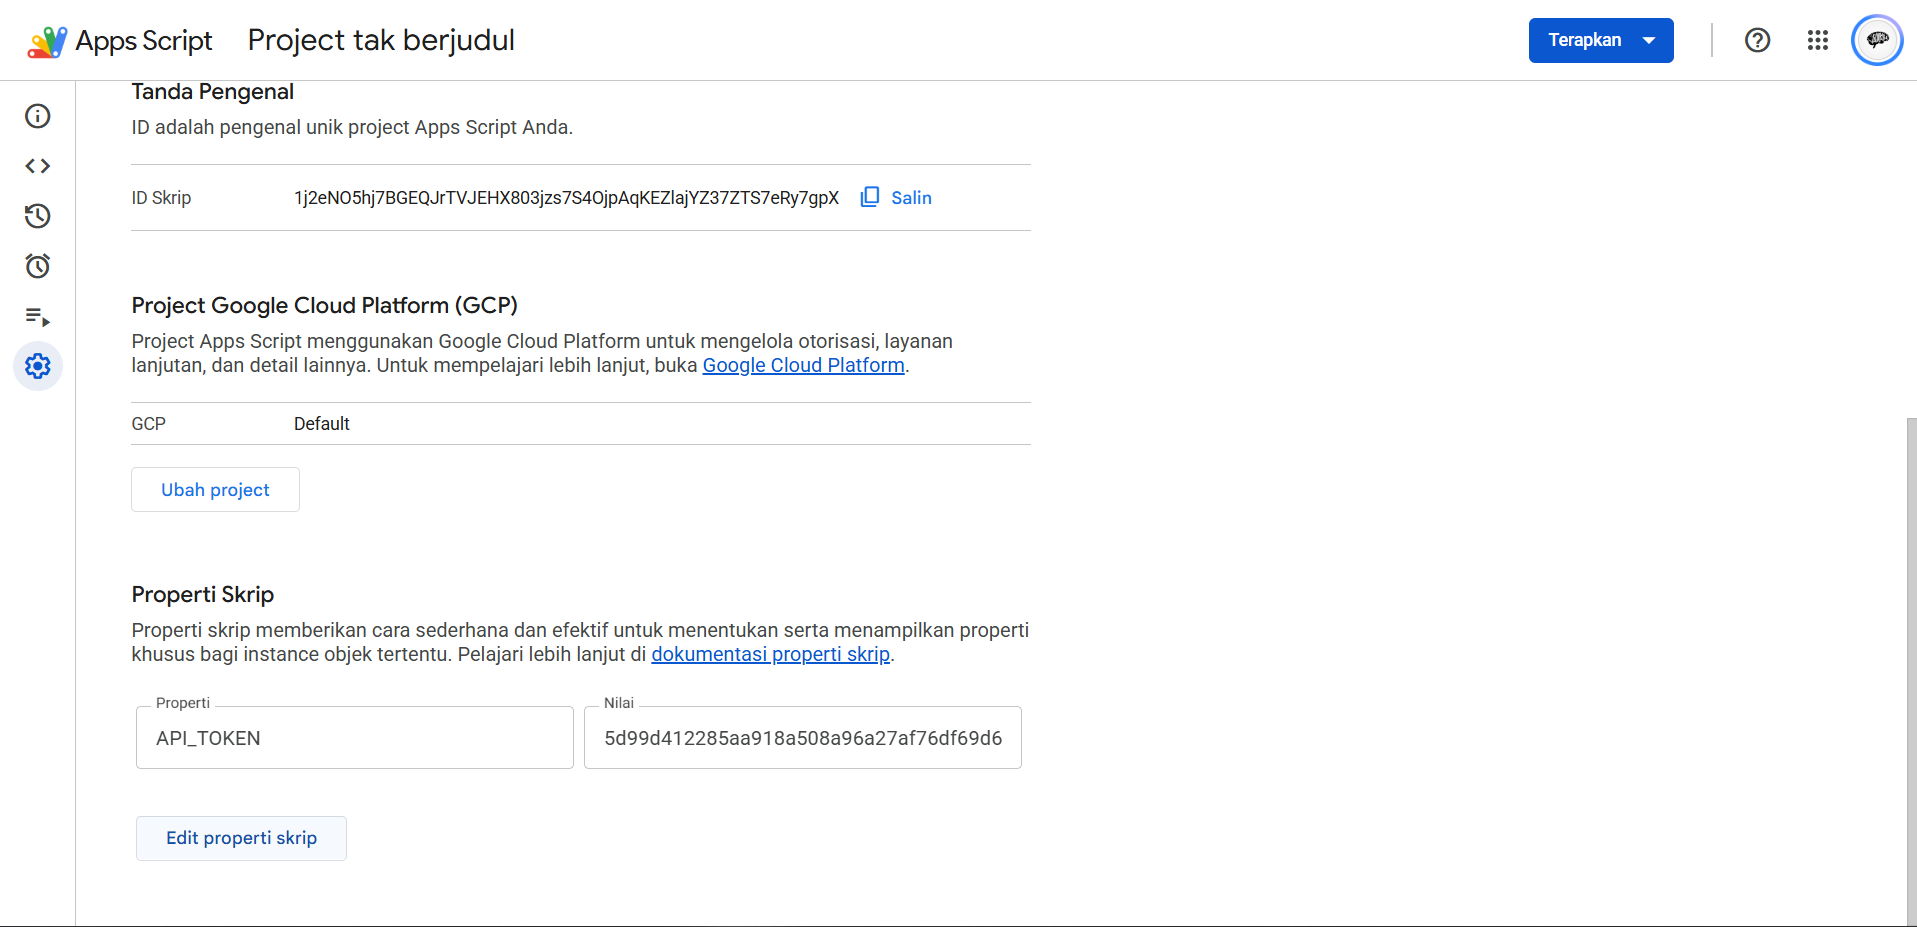 Apps Script Project tak berjudul Terapkan
Tanda Pengenal
ID adalah pengenal unik project Apps Script Anda.
ID Skrip 1j2eNO5hj7BGEQJrTVJEHX803jzs7S4OjpAqKEZlajYZ37ZTS7eRy7gpX Salin
Project Google Cloud Platform (GCP)
Project Apps Script menggunakan Google Cloud Platform untuk mengelola otorisasi, layanan
lanjutan, dan detail lainnya. Untuk mempelajari lebih lanjut, buka Google Cloud Platform.
GCP Default
Ubah project
Properti Skrip
Properti skrip memberikan cara sederhana dan efektif untuk menentukan serta menampilkan properti
khusus bagi instance objek tertentu. Pelajari lebih lanjut di dokumentasi properti skrip.
Properti Nilai
API_TOKEN 5d99d412285aa918a508a96a27af76df69d6
Edit properti skrip